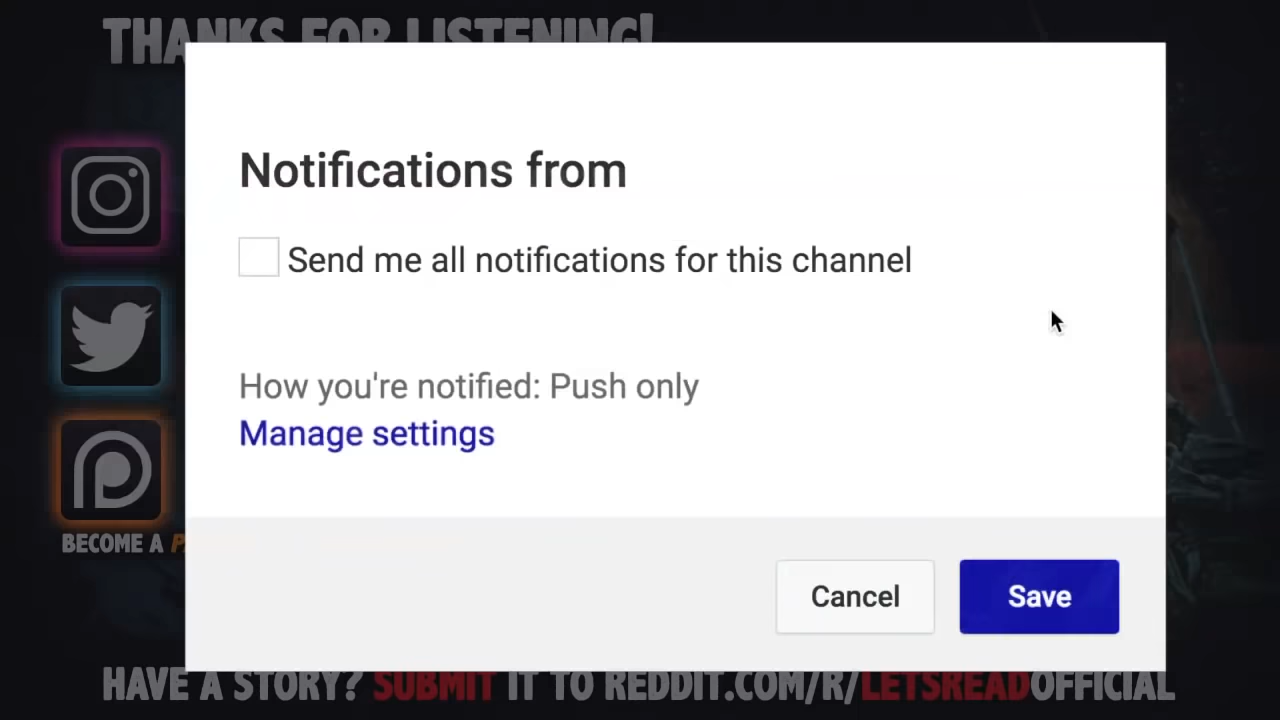 THANKS FOR LISTENING!
Notifications from
Send me all notifications for this channel
How you're notified: Push only
Manage settings
BECOME A
Cancel
Save
HAVE A STORY? SUBMIT IT TO REDDIT.COM/R/LETSREADOFFICIAL